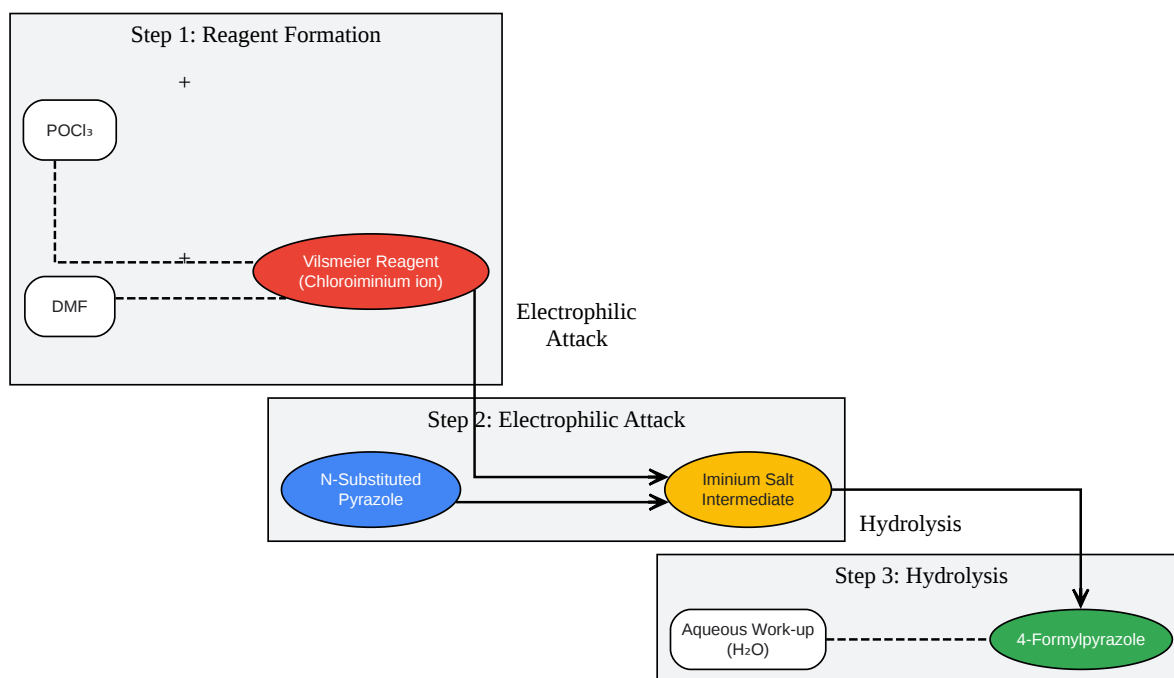 Step 1: Reagent Formation
+
POCl₃
+
Vilsmeier Reagent
(Chloroiminium ion)
DMF
Electrophilic
Attack
Step 2: Electrophilic Attack
N-Substituted
Pyrazole
Iminium Salt
Intermediate
Hydrolysis
Step 3: Hydrolysis
Aqueous Work-up
(H₂O)
4-Formylpyrazole